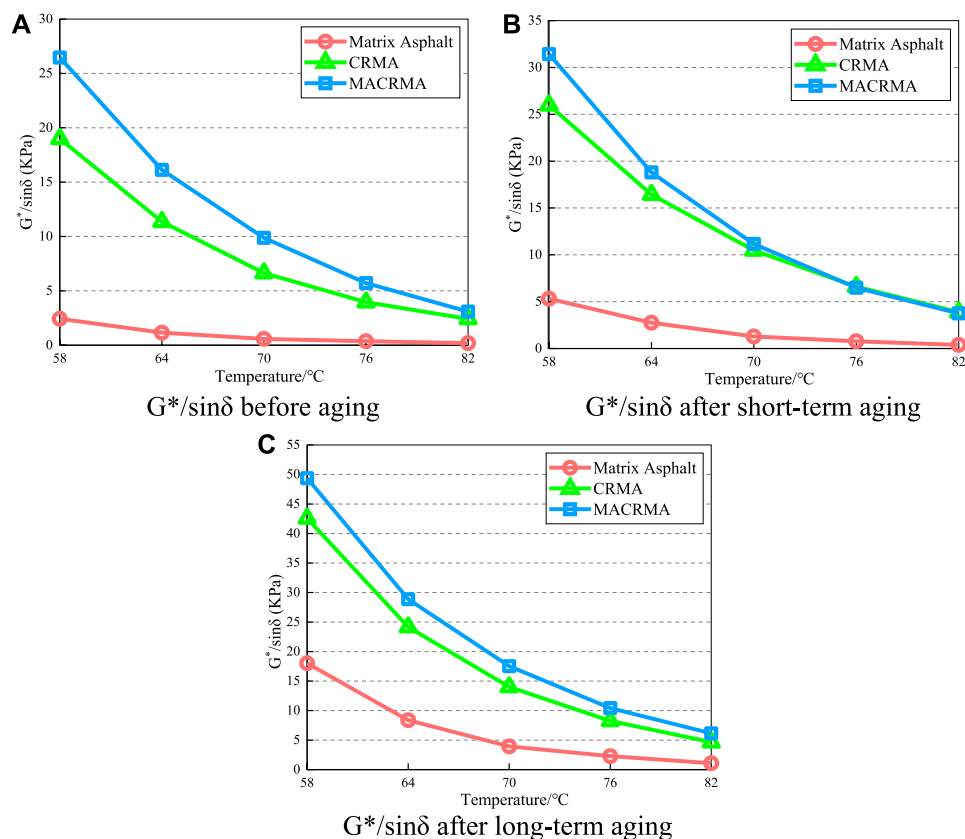 A
30
25
20
15
10
5
0
G*/sinδ (KPa)
Matrix Asphalt
CRMA
MACRMA
58 64 70 76 82
Temperature/°C
G*/sinδ before aging
B
35
30
25
20
15
10
5
0
G*/sinδ (KPa)
Matrix Asphalt
CRMA
MACRMA
58 64 70 76 82
Temperature/°C
G*/sinδ after short-term aging
C
55
50
45
40
35
30
25
20
15
10
5
0
G*/sinδ (KPa)
Matrix Asphalt
CRMA
MACRMA
58 64 70 76 82
Temperature/°C
G*/sinδ after long-term aging